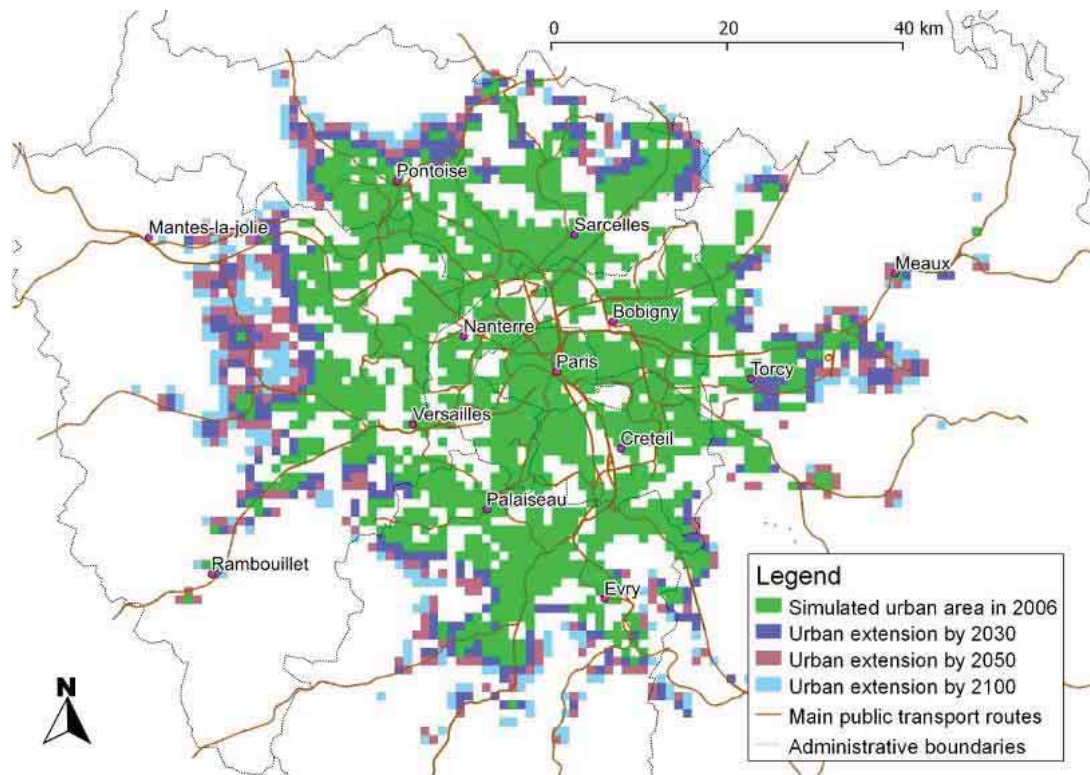 0 20 40 km
Pontoise
Mantes-la-jolie
Sarcelles
Meaux
Bobigny
Nanterre
Paris
Torcy
Versailles
Creteil
Palaiseau
Rambouillet
Evry
N
Legend
Simulated urban area in 2006
Urban extension by 2030
Urban extension by 2050
Urban extension by 2100
Main public transport routes
Administrative boundaries